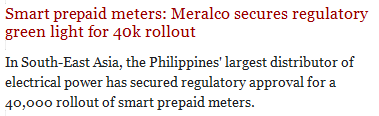 Smart prepaid meters: Meralco secures regulatory
green light for 40k rollout
In South-East Asia, the Philippines' largest distributor of
electrical power has secured regulatory approval for a
40,000 rollout of smart prepaid meters.